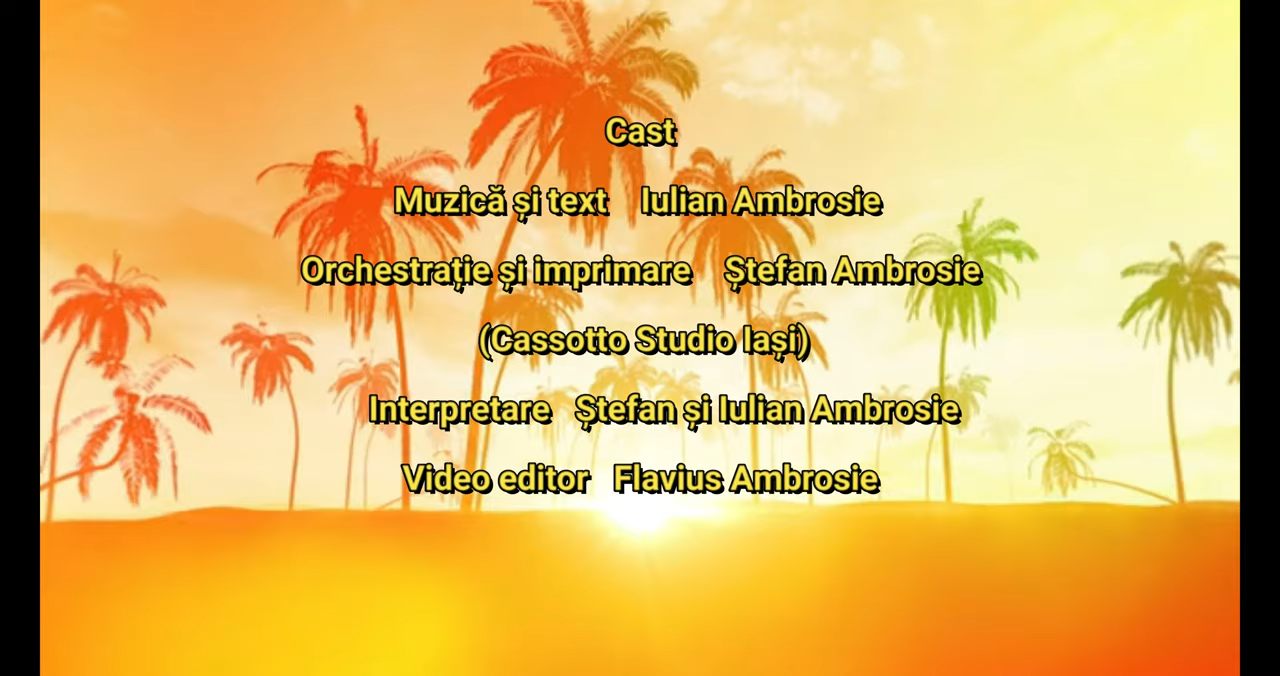 Cast
Muzică și text Iulian Ambrosie
Orchestrație și imprimare Ștefan Ambrosie
(Cassotto Studio Iași)
Interpretare Ștefan și Iulian Ambrosie
Video editor Flavius Ambrosie